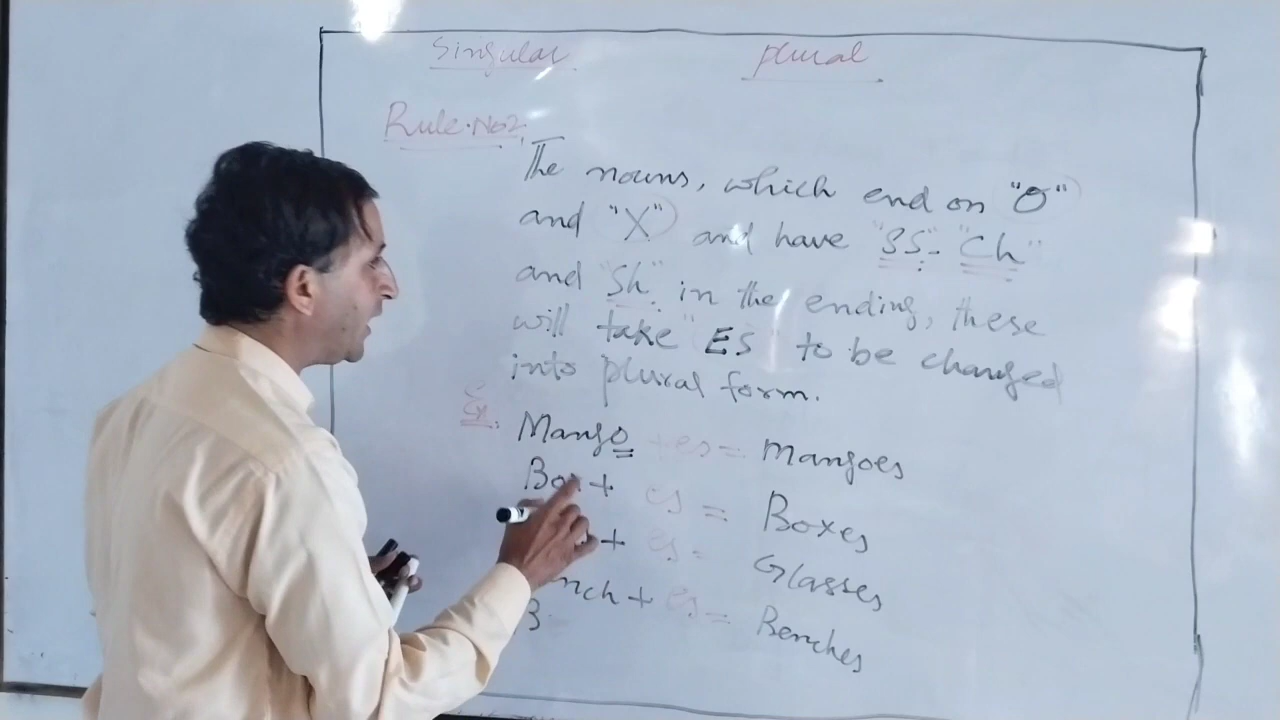 Singular plural
Rule.No2.
The nouns, which end on "O"
and "X" and have "SS". "Ch"
and "Sh". in the ending, these
will take "ES" to be changed
into plural form.
Ex. Mango +es = Mangoes
+ es = Boxes
+ es = Glasses
nch + es = Benches
B